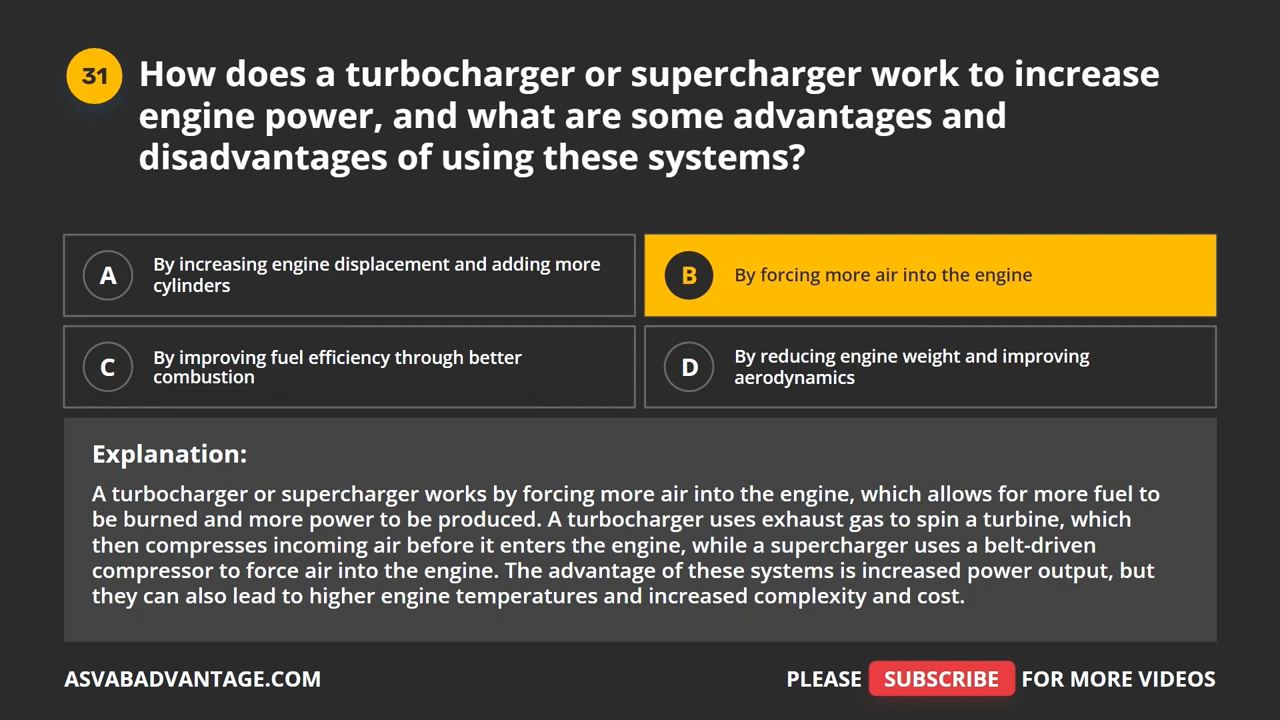 31
How does a turbocharger or supercharger work to increase
engine power, and what are some advantages and
disadvantages of using these systems?
A
By increasing engine displacement and adding more
cylinders
B
By forcing more air into the engine
C
By improving fuel efficiency through better
combustion
D
By reducing engine weight and improving
aerodynamics
Explanation:
A turbocharger or supercharger works by forcing more air into the engine, which allows for more fuel to
be burned and more power to be produced. A turbocharger uses exhaust gas to spin a turbine, which
then compresses incoming air before it enters the engine, while a supercharger uses a belt-driven
compressor to force air into the engine. The advantage of these systems is increased power output, but
they can also lead to higher engine temperatures and increased complexity and cost.
ASVABADVANTAGE.COM
PLEASE SUBSCRIBE FOR MORE VIDEOS